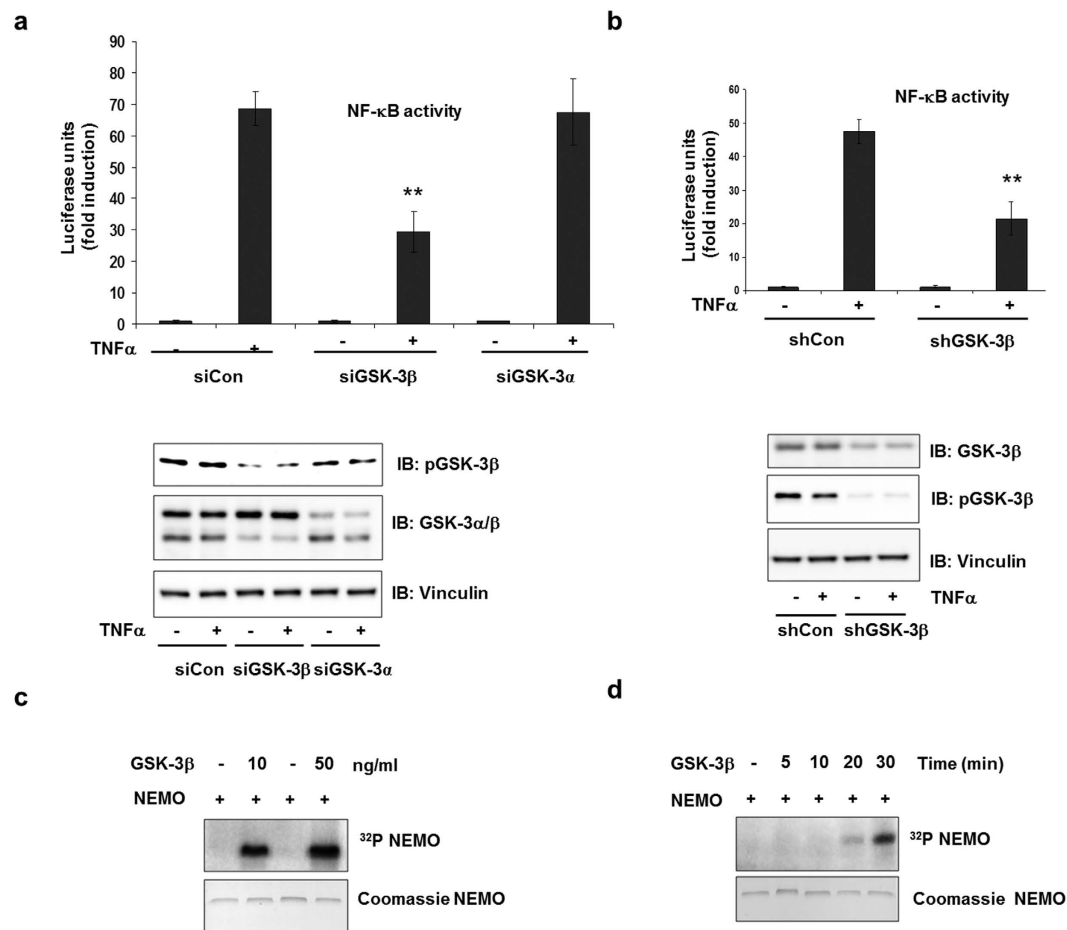 a
90
80
70
60
50
40
30
20
10
0
Luciferase units
(fold induction)
NF-κB activity
**
TNFα - + - + - +
siCon siGSK-3β siGSK-3α
IB: pGSK-3β
IB: GSK-3α/β
IB: Vinculin
TNFα - + - + - +
siCon siGSK-3β siGSK-3α
b
60
50
40
30
20
10
0
Luciferase units
(fold induction)
NF-κB activity
**
TNFα - + - +
shCon shGSK-3β
IB: GSK-3β
IB: pGSK-3β
IB: Vinculin
- + - + TNFα
shCon shGSK-3β
c
GSK-3β - 10 - 50 ng/ml
NEMO + + + +
³²P NEMO
Coomassie NEMO
d
GSK-3β - 5 10 20 30 Time (min)
NEMO + + + + +
³²P NEMO
Coomassie NEMO